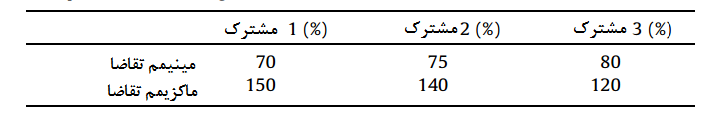 مشترک 1 (%) مشترک2 (%) مشترک 3 (%)
مینیمم تقاضا 70 75 80
ماکزیمم تقاضا 150 140 120